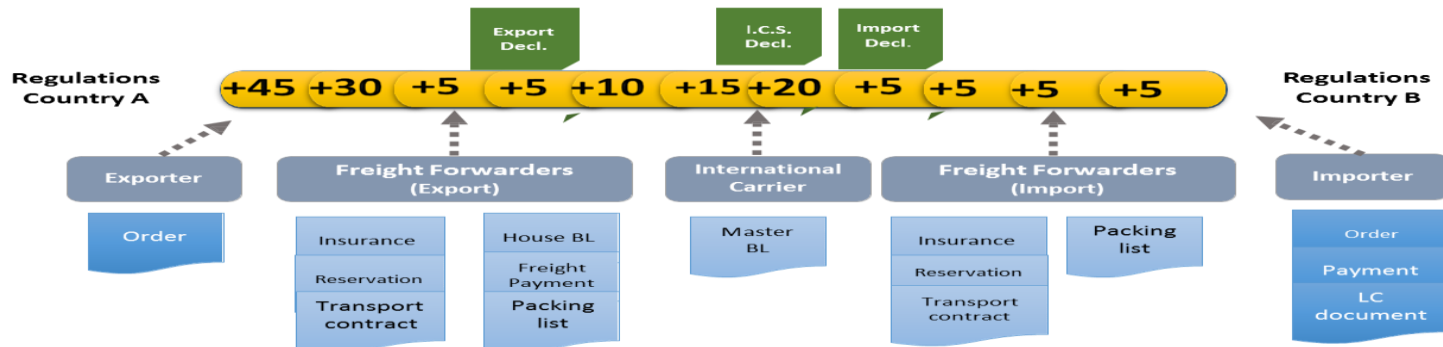 Export
Decl.
I.C.S.
Decl.
Import
Decl.
Regulations
Country A
+45 +30 +5 +5 +10 +15 +20 +5 +5 +5 +5
Regulations
Country B
Exporter
Freight Forwarders
(Export)
International
Carrier
Freight Forwarders
(Import)
Importer
Order
Insurance
Reservation
Transport
contract
House BL
Freight
Payment
Packing
list
Master
BL
Insurance
Reservation
Transport
contract
Packing
list
Order
Payment
LC
document